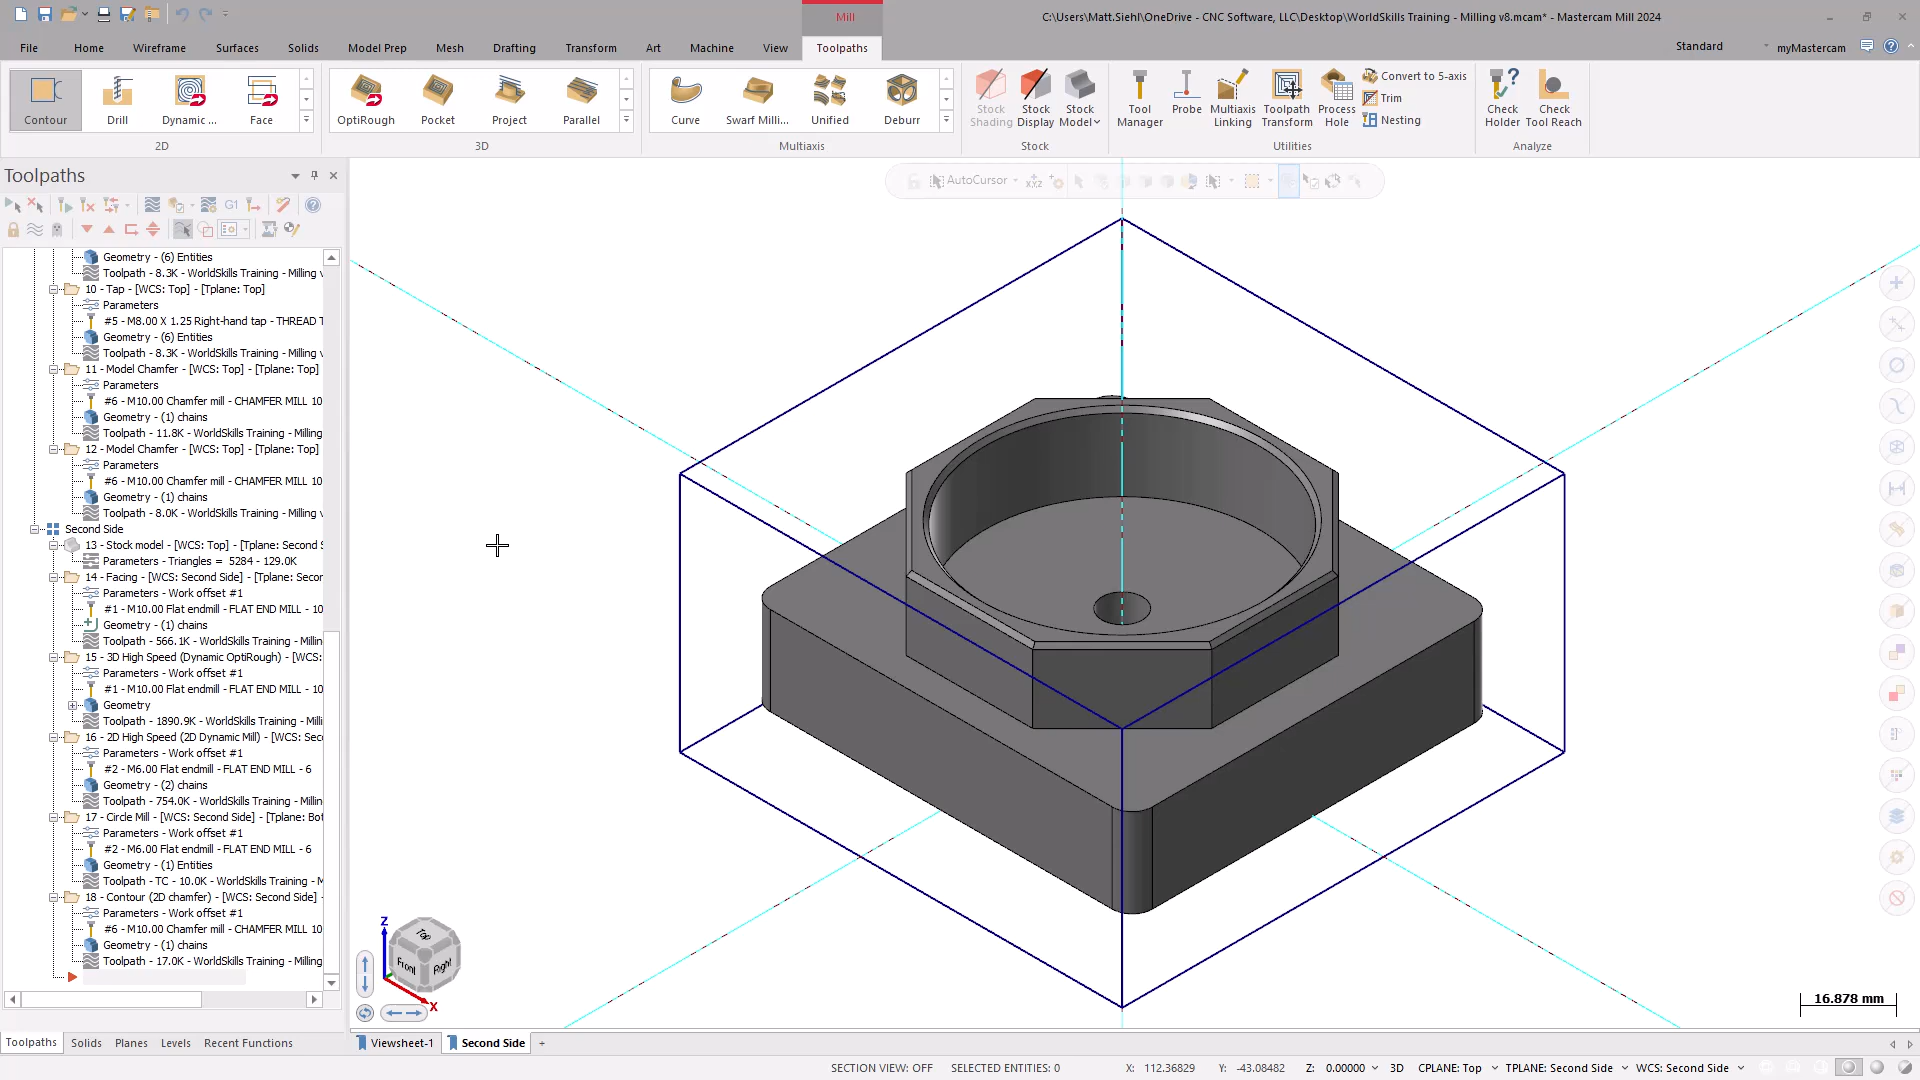 Mill
C:\Users\Matt.Siehl\OneDrive - CNC Software, LLC\Desktop\WorldSkills Training - Milling v8.mcam* - Mastercam Mill 2024
File
Home
Wireframe
Surfaces
Solids
Model Prep
Mesh
Drafting
Transform
Art
Machine
View
Toolpaths
Standard
myMastercam
Contour
Drill
Dynamic ...
Face
OptiRough
Pocket
Project
Parallel
Curve
Swarf Milli...
Unified
Deburr
Stock Shading
Stock Display
Stock Model
Tool Manager
Probe
Multiaxis Linking
Toolpath Transform
Process Hole
Convert to 5-axis
Trim
Nesting
Check Holder
Check Tool Reach
2D
3D
Multiaxis
Stock
Utilities
Analyze
Toolpaths
AutoCursor
G1
Geometry - (6) Entities
Toolpath - 8.3K - WorldSkills Training - Milling v
10 - Tap - [WCS: Top] - [Tplane: Top]
Parameters
#5 - M8.00 X 1.25 Right-hand tap - THREAD T
Geometry - (6) Entities
Toolpath - 8.3K - WorldSkills Training - Milling v
11 - Model Chamfer - [WCS: Top] - [Tplane: Top]
Parameters
#6 - M10.00 Chamfer mill - CHAMFER MILL 10
Geometry - (1) chains
Toolpath - 11.8K - WorldSkills Training - Milling
12 - Model Chamfer - [WCS: Top] - [Tplane: Top]
Parameters
#6 - M10.00 Chamfer mill - CHAMFER MILL 10
Geometry - (1) chains
Toolpath - 8.0K - WorldSkills Training - Milling v
Second Side
13 - Stock model - [WCS: Top] - [Tplane: Second S
Parameters - Triangles = 5284 - 129.0K
14 - Facing - [WCS: Second Side] - [Tplane: Secon
Parameters - Work offset #1
#1 - M10.00 Flat endmill - FLAT END MILL - 10
Geometry - (1) chains
Toolpath - 566.1K - WorldSkills Training - Millin
15 - 3D High Speed (Dynamic OptiRough) - [WCS:
Parameters - Work offset #1
#1 - M10.00 Flat endmill - FLAT END MILL - 10
Geometry
Toolpath - 1890.9K - WorldSkills Training - Milli
16 - 2D High Speed (2D Dynamic Mill) - [WCS: Seco
Parameters - Work offset #1
#2 - M6.00 Flat endmill - FLAT END MILL - 6
Geometry - (2) chains
Toolpath - 754.0K - WorldSkills Training - Millin
17 - Circle Mill - [WCS: Second Side] - [Tplane: Bot
Parameters - Work offset #1
#2 - M6.00 Flat endmill - FLAT END MILL - 6
Geometry - (1) Entities
Toolpath - TC - 10.0K - WorldSkills Training - M
18 - Contour (2D chamfer) - [WCS: Second Side] -
Parameters - Work offset #1
#6 - M10.00 Chamfer mill - CHAMFER MILL 10
Geometry - (1) chains
Toolpath - 17.0K - WorldSkills Training - Milling
Z
Top
Front
Right
X
16.878 mm
Toolpaths
Solids
Planes
Levels
Recent Functions
Viewsheet-1
Second Side
+
SECTION VIEW: OFF
SELECTED ENTITIES: 0
X: 112.36829
Y: -43.08482
Z: 0.00000
3D
CPLANE: Top
TPLANE: Second Side
WCS: Second Side